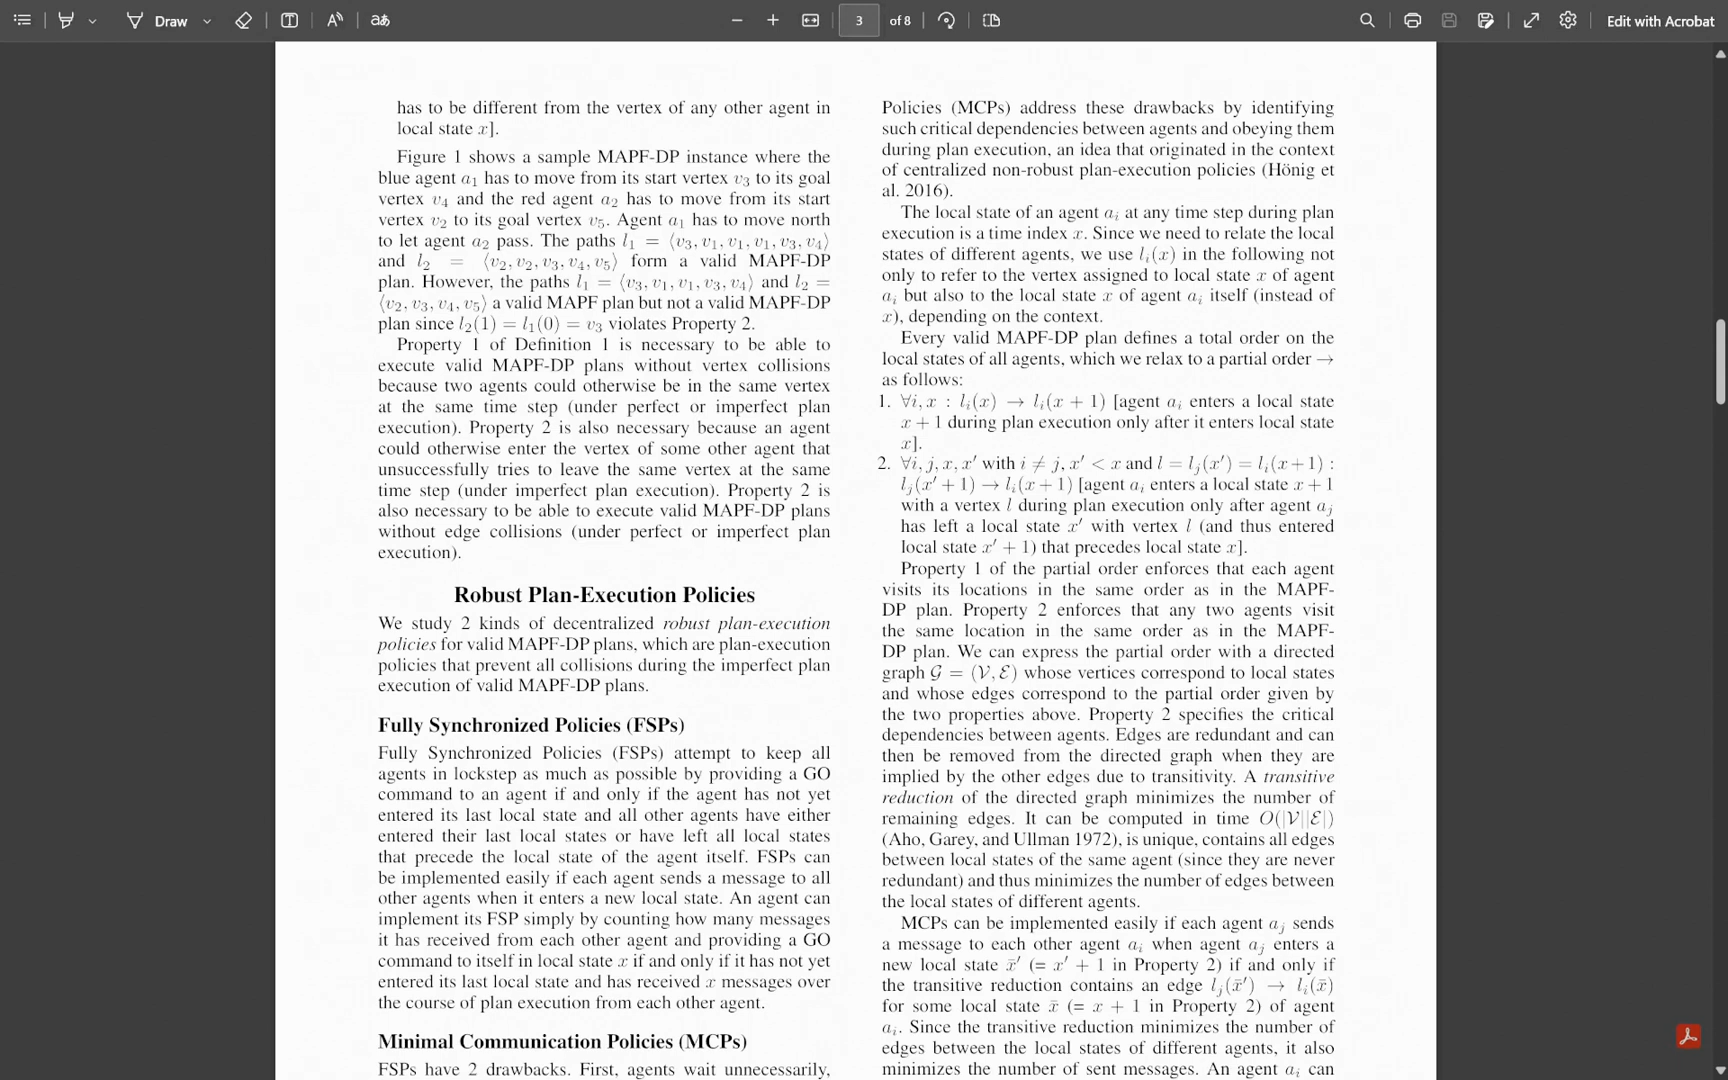 Draw
3
of 8
Edit with Acrobat
has to be different from the vertex of any other agent in
local state x].
Figure 1 shows a sample MAPF-DP instance where the
blue agent a₁ has to move from its start vertex v₃ to its goal
vertex v₄ and the red agent a₂ has to move from its start
vertex v₂ to its goal vertex v₅. Agent a₁ has to move north
to let agent a₂ pass. The paths l₁ = ⟨v₃, v₁, v₁, v₁, v₃, v₄⟩
and l₂ = ⟨v₂, v₂, v₃, v₄, v₅⟩ form a valid MAPF-DP
plan. However, the paths l₁ = ⟨v₃, v₁, v₁, v₃, v₄⟩ and l₂ =
⟨v₂, v₃, v₄, v₅⟩ a valid MAPF plan but not a valid MAPF-DP
plan since l₂(1) = l₁(0) = v₃ violates Property 2.
Property 1 of Definition 1 is necessary to be able to
execute valid MAPF-DP plans without vertex collisions
because two agents could otherwise be in the same vertex
at the same time step (under perfect or imperfect plan
execution). Property 2 is also necessary because an agent
could otherwise enter the vertex of some other agent that
unsuccessfully tries to leave the same vertex at the same
time step (under imperfect plan execution). Property 2 is
also necessary to be able to execute valid MAPF-DP plans
without edge collisions (under perfect or imperfect plan
execution).
Robust Plan-Execution Policies
We study 2 kinds of decentralized robust plan-execution
policies for valid MAPF-DP plans, which are plan-execution
policies that prevent all collisions during the imperfect plan
execution of valid MAPF-DP plans.
Fully Synchronized Policies (FSPs)
Fully Synchronized Policies (FSPs) attempt to keep all
agents in lockstep as much as possible by providing a GO
command to an agent if and only if the agent has not yet
entered its last local state and all other agents have either
entered their last local states or have left all local states
that precede the local state of the agent itself. FSPs can
be implemented easily if each agent sends a message to all
other agents when it enters a new local state. An agent can
implement its FSP simply by counting how many messages
it has received from each other agent and providing a GO
command to itself in local state x if and only if it has not yet
entered its last local state and has received x messages over
the course of plan execution from each other agent.
Minimal Communication Policies (MCPs)
FSPs have 2 drawbacks. First, agents wait unnecessarily,
Policies (MCPs) address these drawbacks by identifying
such critical dependencies between agents and obeying them
during plan execution, an idea that originated in the context
of centralized non-robust plan-execution policies (Hönig et
al. 2016).
The local state of an agent aᵢ at any time step during plan
execution is a time index x. Since we need to relate the local
states of different agents, we use lᵢ(x) in the following not
only to refer to the vertex assigned to local state x of agent
aᵢ but also to the local state x of agent aᵢ itself (instead of
x), depending on the context.
Every valid MAPF-DP plan defines a total order on the
local states of all agents, which we relax to a partial order →
as follows:
1. ∀i, x : lᵢ(x) → lᵢ(x + 1) [agent aᵢ enters a local state
x + 1 during plan execution only after it enters local state
x].
2. ∀i, j, x, x′ with i ≠ j, x′ < x and l = lⱼ(x′) = lᵢ(x+1) :
lⱼ(x′ + 1) → lᵢ(x + 1) [agent aᵢ enters a local state x + 1
with a vertex l during plan execution only after agent aⱼ
has left a local state x′ with vertex l (and thus entered
local state x′ + 1) that precedes local state x].
Property 1 of the partial order enforces that each agent
visits its locations in the same order as in the MAPF-
DP plan. Property 2 enforces that any two agents visit
the same location in the same order as in the MAPF-
DP plan. We can express the partial order with a directed
graph 𝒢 = (𝒱, ℰ) whose vertices correspond to local states
and whose edges correspond to the partial order given by
the two properties above. Property 2 specifies the critical
dependencies between agents. Edges are redundant and can
then be removed from the directed graph when they are
implied by the other edges due to transitivity. A transitive
reduction of the directed graph minimizes the number of
remaining edges. It can be computed in time O(|𝒱||ℰ|)
(Aho, Garey, and Ullman 1972), is unique, contains all edges
between local states of the same agent (since they are never
redundant) and thus minimizes the number of edges between
the local states of different agents.
MCPs can be implemented easily if each agent aⱼ sends
a message to each other agent aᵢ when agent aⱼ enters a
new local state x̄′ (= x′ + 1 in Property 2) if and only if
the transitive reduction contains an edge lⱼ(x̄′) → lᵢ(x̄)
for some local state x̄ (= x + 1 in Property 2) of agent
aᵢ. Since the transitive reduction minimizes the number of
edges between the local states of different agents, it also
minimizes the number of sent messages. An agent aᵢ can